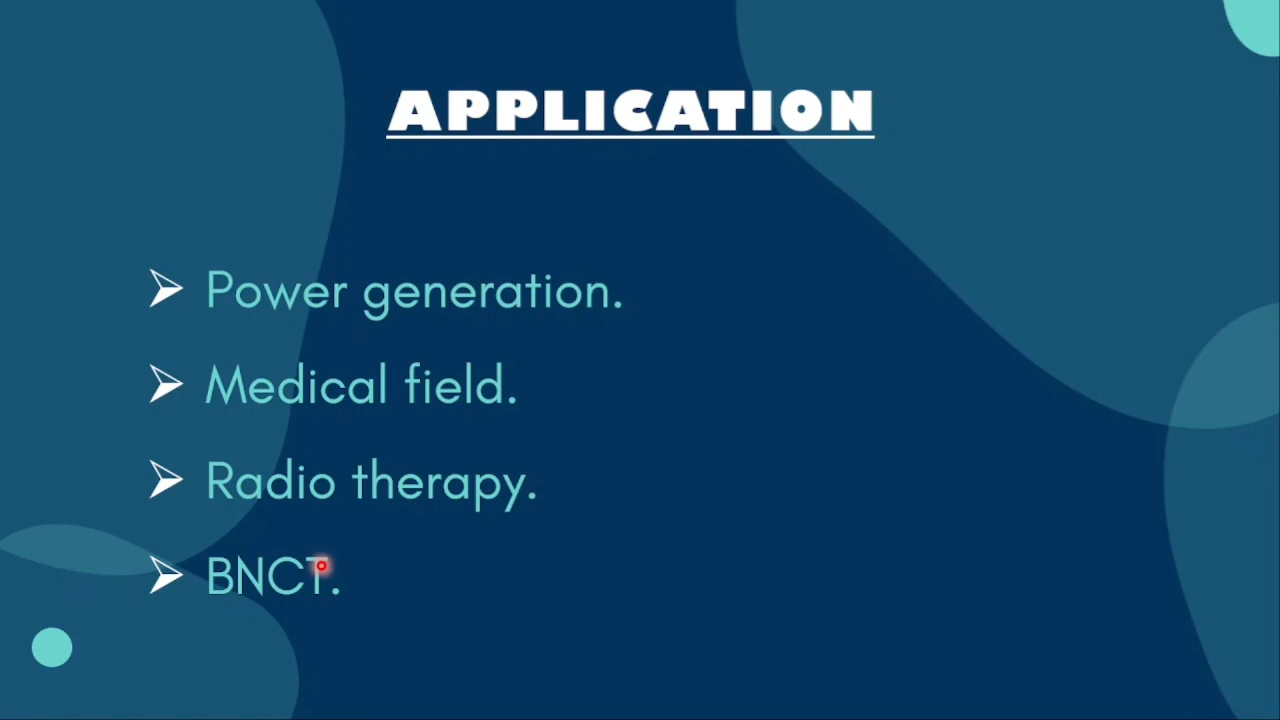 APPLICATION
Power generation.
Medical field.
Radio therapy.
BNCT.